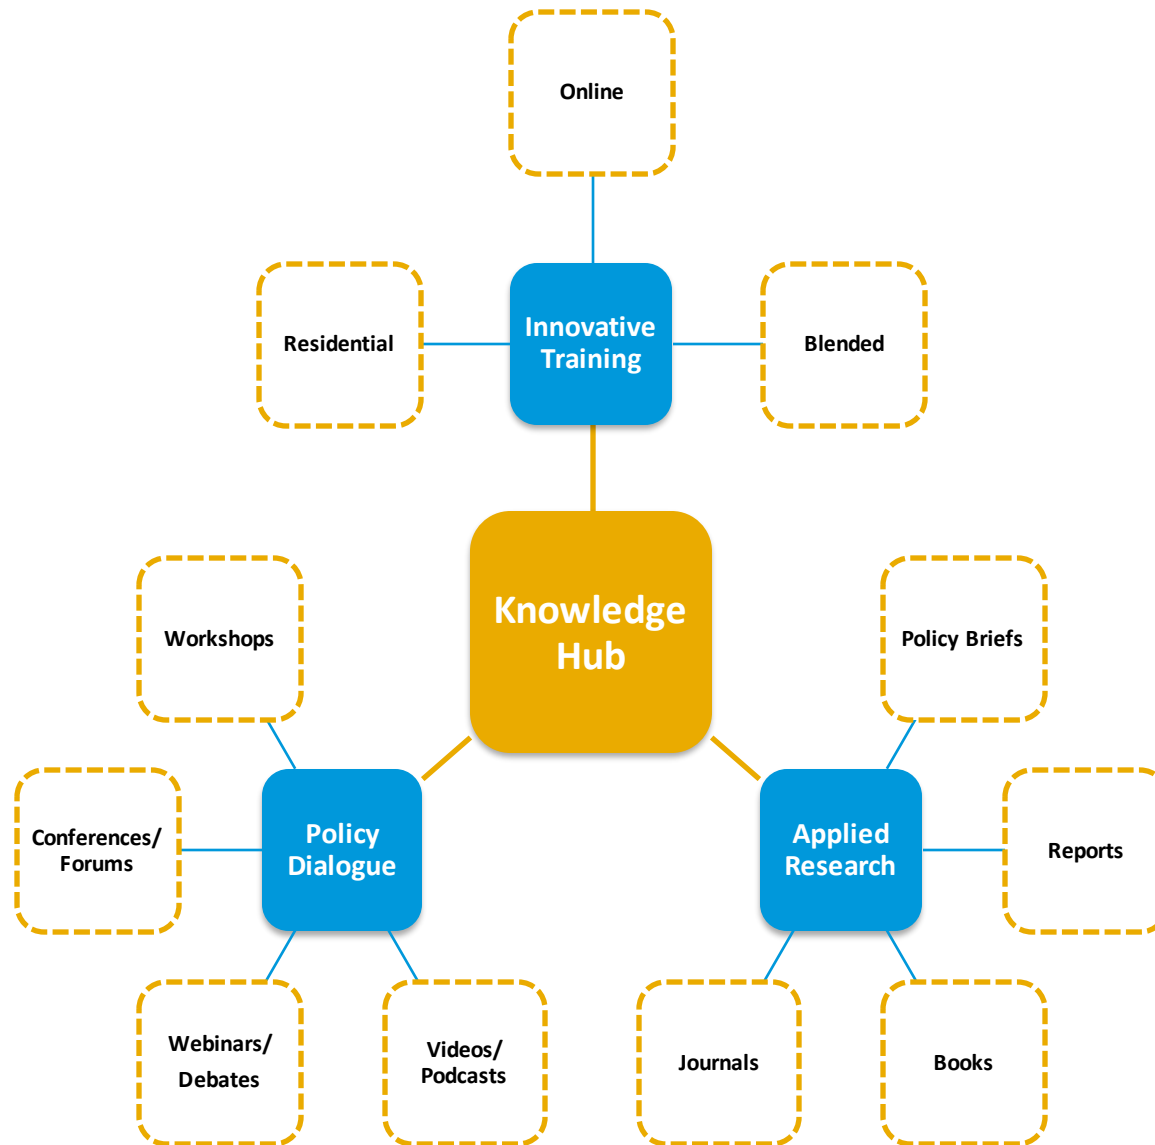 Online
Residential
Innovative
Training
Blended
Knowledge
Hub
Workshops
Policy Briefs
Conferences/
Forums
Policy
Dialogue
Applied
Research
Reports
Webinars/
Debates
Videos/
Podcasts
Journals
Books